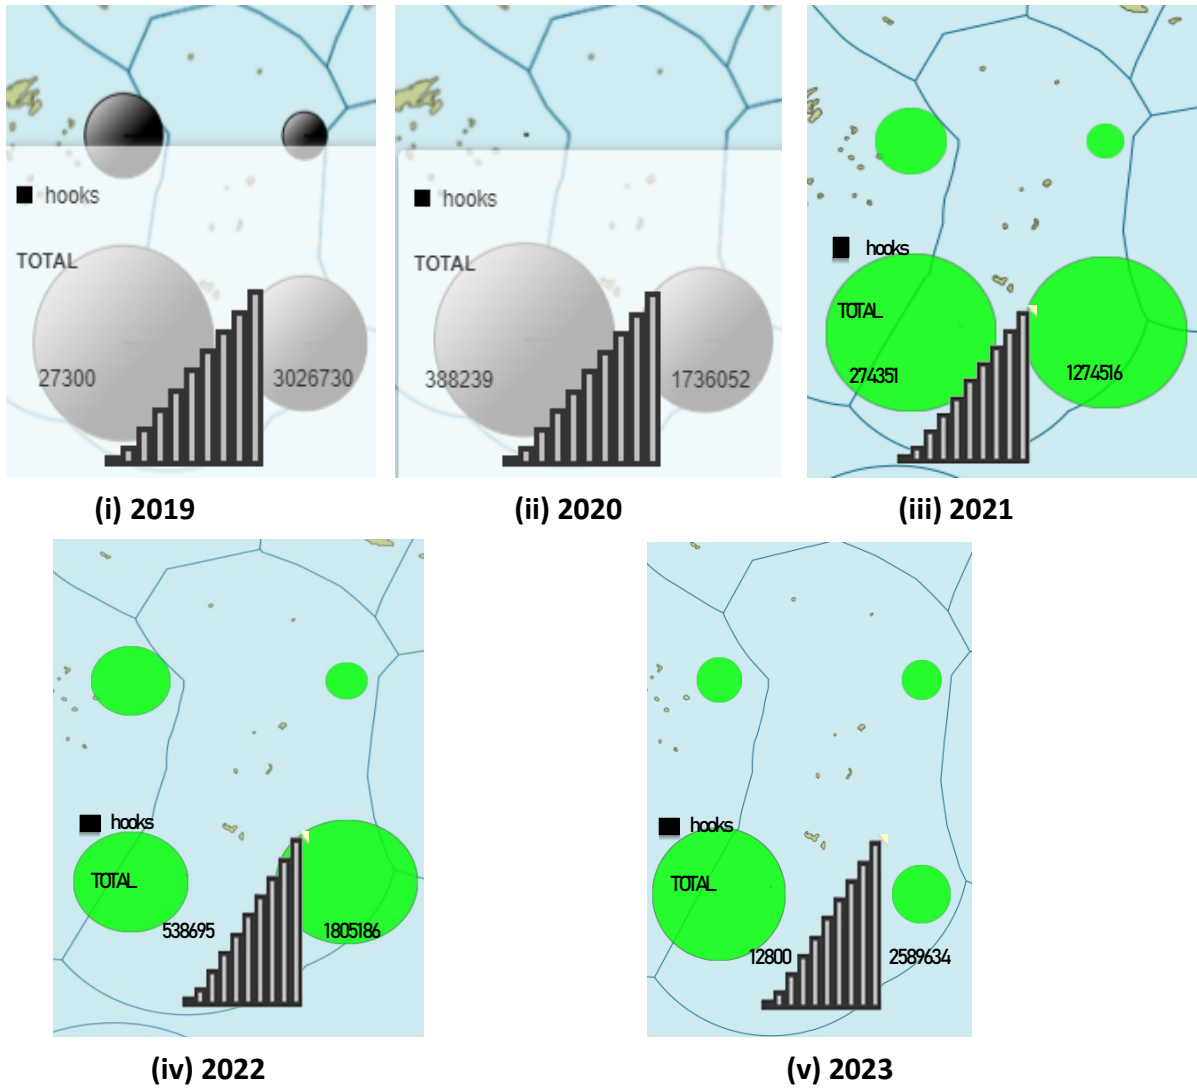 hooks
TOTAL
27300 3026730
(i) 2019
hooks
TOTAL
388239 1736052
(ii) 2020
hooks
TOTAL
274351 1274516
(iii) 2021
hooks
TOTAL
538695 1805186
(iv) 2022
hooks
TOTAL
12800 2589634
(v) 2023